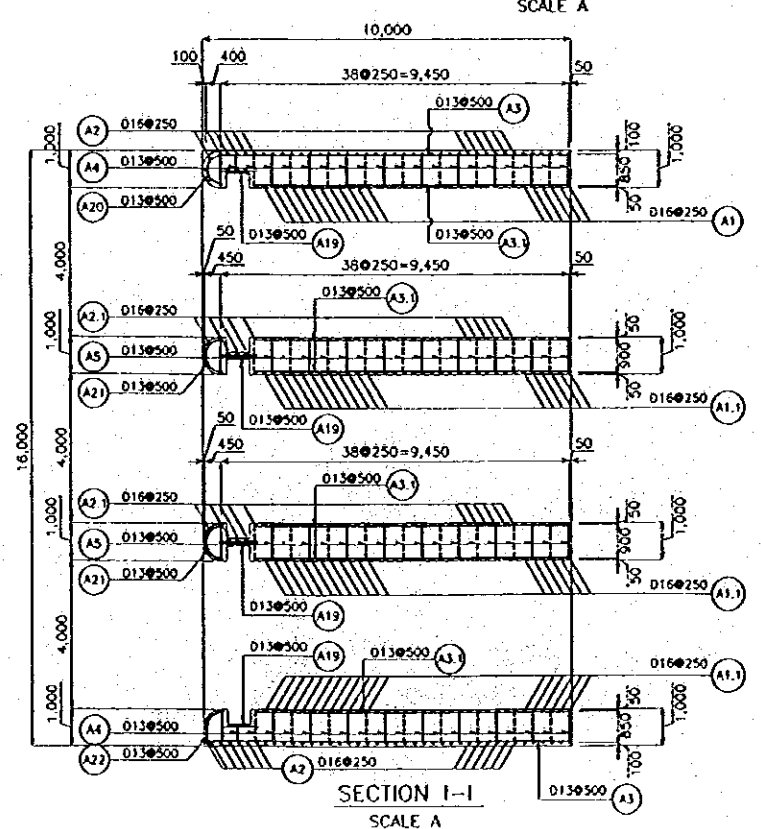 SCALE A
10,000
100 400
38@250=9,450
50
D13@500 A3
A2 D16@250
1,000
A4 D13@500
100
850
50
1,000
A20 D13@500
D13@500 A19
D13@500 A3.1
D16@250 A1
50
450
38@250=9,450
50
4,000
D13@500 A3.1
A2.1 D16@250
1,000
A5 D13@500
50
900
50
1,000
A21 D13@500
D13@500 A19
D16@250 A1.1
50
450
38@250=9,450
50
16,000
4,000
D13@500 A3.1
A2.1 D16@250
1,000
A5 D13@500
50
900
50
1,000
A21 D13@500
D13@500 A19
D16@250 A1.1
4,000
D13@500 A19
D13@500 A3.1
D16@250 A1.1
1,000
A4 D13@500
50
850
100
1,000
A22 D13@500
A2 D16@250
D13@500 A3
SECTION 1-1
SCALE A